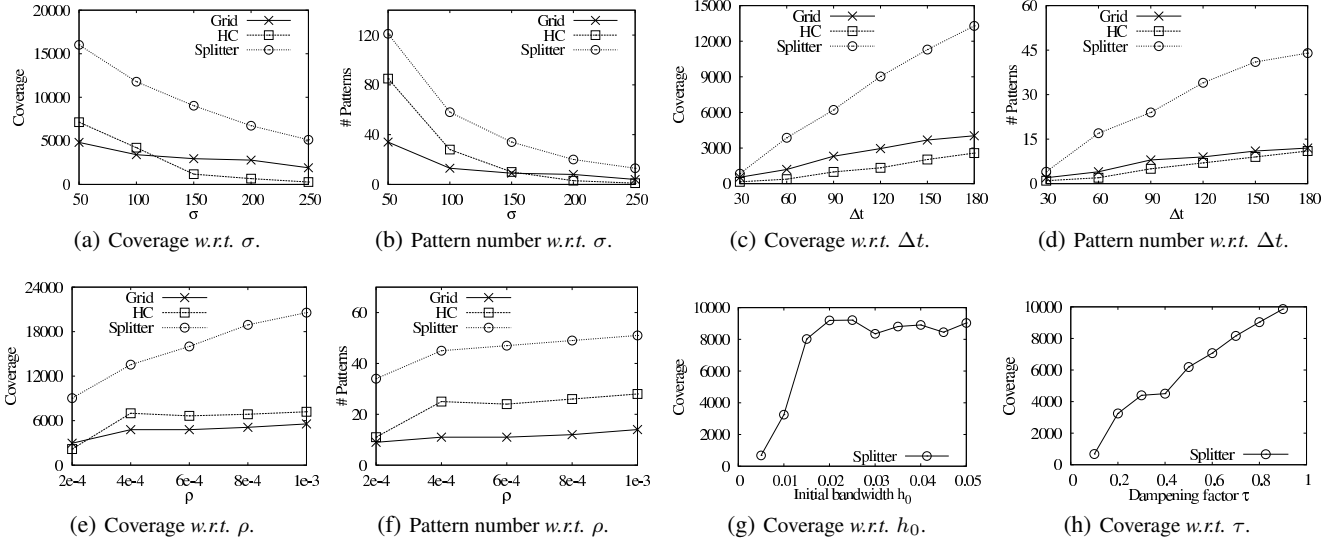 20000
15000
10000
5000
0
Coverage
Grid
HC
Splitter
50 100 150 200 250
σ
(a) Coverage w.r.t. σ.
120
80
40
0
# Patterns
Grid
HC
Splitter
50 100 150 200 250
σ
(b) Pattern number w.r.t. σ.
15000
12000
9000
6000
3000
0
Coverage
Grid
HC
Splitter
30 60 90 120 150 180
Δt
(c) Coverage w.r.t. Δt.
60
45
30
15
0
# Patterns
Grid
HC
Splitter
30 60 90 120 150 180
Δt
(d) Pattern number w.r.t. Δt.
24000
18000
12000
6000
0
Coverage
Grid
HC
Splitter
2e-4 4e-4 6e-4 8e-4 1e-3
ρ
(e) Coverage w.r.t. ρ.
60
40
20
0
# Patterns
Grid
HC
Splitter
2e-4 4e-4 6e-4 8e-4 1e-3
ρ
(f) Pattern number w.r.t. ρ.
10000
8000
6000
4000
2000
0
Coverage
Splitter
0 0.01 0.02 0.03 0.04 0.05
Initial bandwidth h0
(g) Coverage w.r.t. h0.
10000
8000
6000
4000
2000
0
Coverage
Splitter
0 0.2 0.4 0.6 0.8 1
Dampening factor τ
(h) Coverage w.r.t. τ.